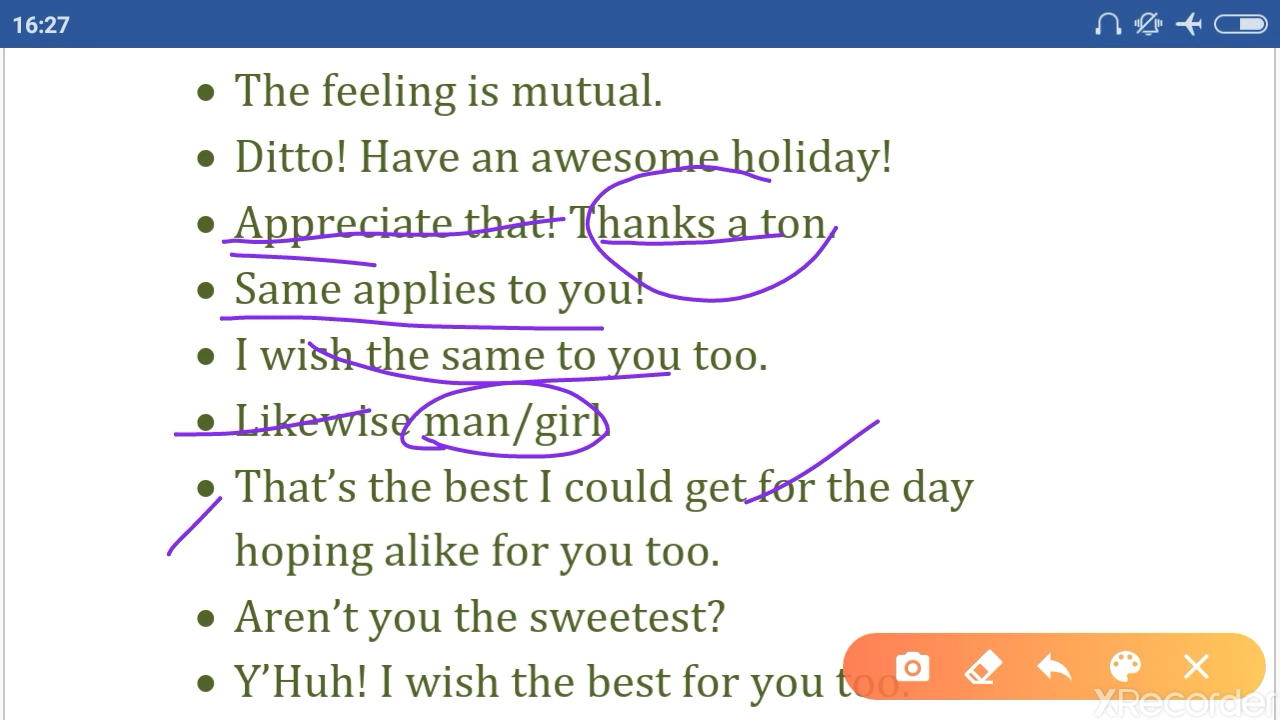 16:27
• The feeling is mutual.
• Ditto! Have an awesome holiday!
• Appreciate that! Thanks a ton.
• Same applies to you!
• I wish the same to you too.
• Likewise man/girl.
• That’s the best I could get for the day
hoping alike for you too.
• Aren’t you the sweetest?
• Y’Huh! I wish the best for you too.
XRecorder